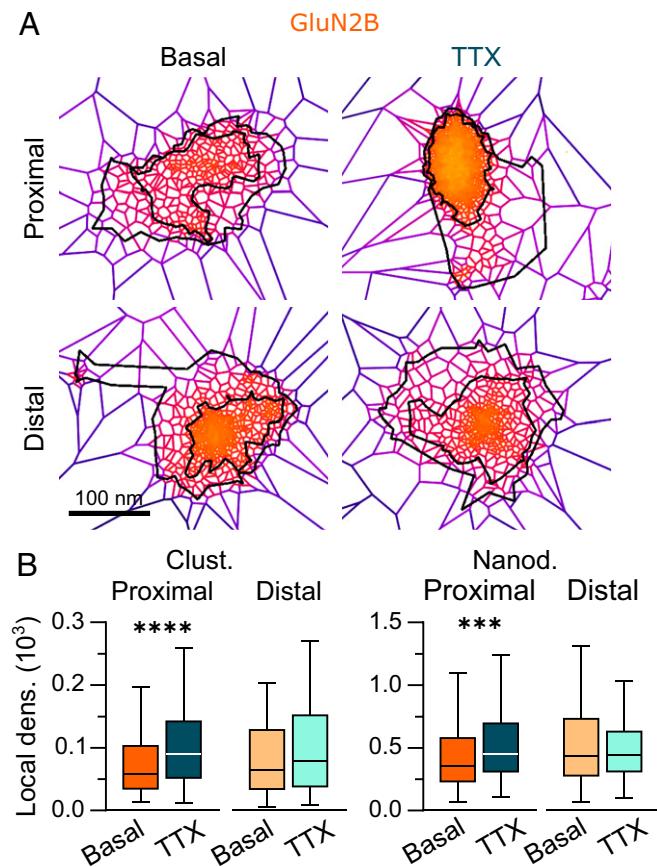 A
GluN2B
Basal TTX
Proximal
Distal
100 nm
B
Clust. Nanod.
Proximal Distal Proximal Distal
**** ***
Local dens. (10³)
0.3 1.5
0.2 1.0
0.1 0.5
0.0 0.0
Basal TTX Basal TTX Basal TTX Basal TTX